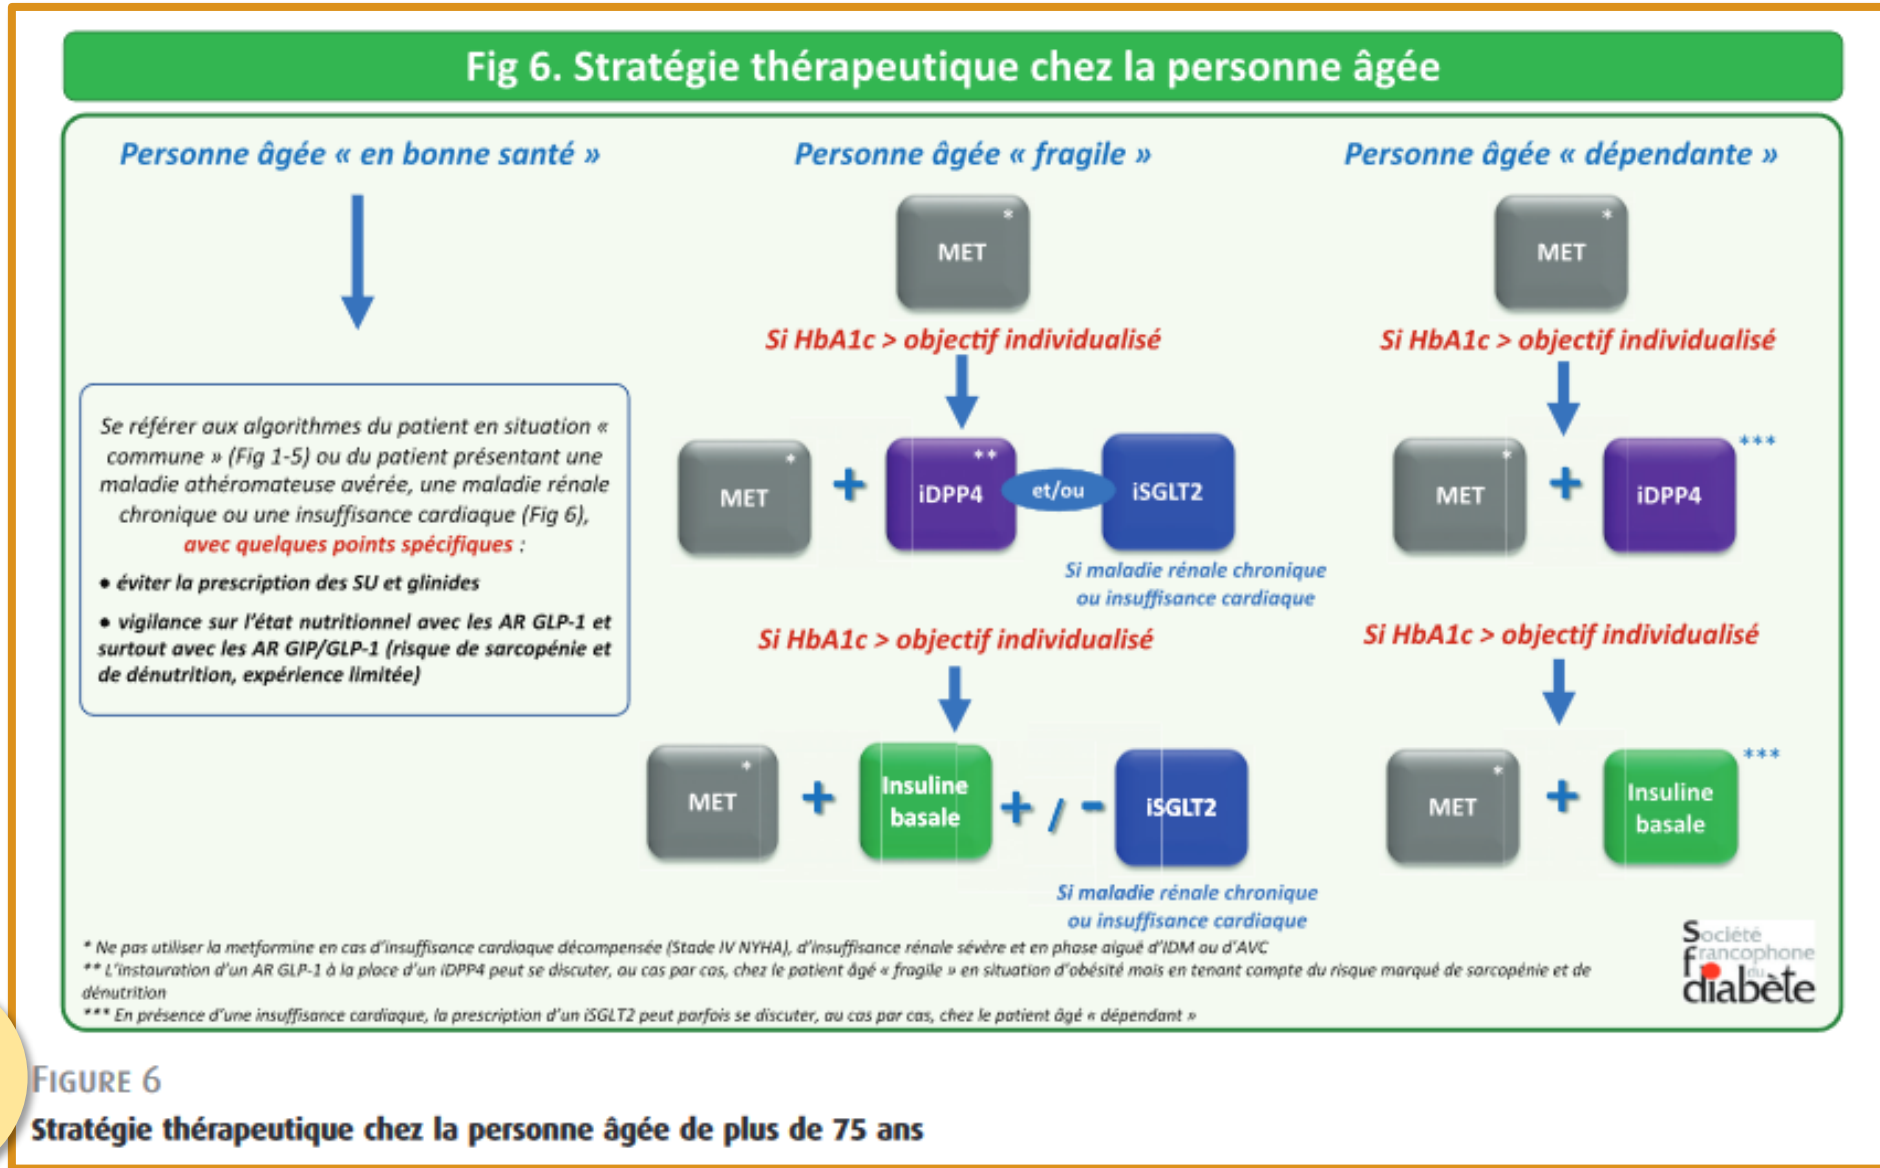 Fig 6. Stratégie thérapeutique chez la personne âgée
Personne âgée « en bonne santé »
Se référer aux algorithmes du patient en situation «
commune » (Fig 1-5) ou du patient présentant une
maladie athéromateuse avérée, une maladie rénale
chronique ou une insuffisance cardiaque (Fig 6),
avec quelques points spécifiques :
• éviter la prescription des SU et glinides
• vigilance sur l'état nutritionnel avec les AR GLP-1 et
surtout avec les AR GIP/GLP-1 (risque de sarcopénie et
de dénutrition, expérience limitée)
Personne âgée « fragile »
MET *
Si HbA1c > objectif individualisé
MET * + iDPP4 ** et/ou iSGLT2
Si maladie rénale chronique
ou insuffisance cardiaque
Si HbA1c > objectif individualisé
MET * + Insuline
basale + / - iSGLT2
Si maladie rénale chronique
ou insuffisance cardiaque
Personne âgée « dépendante »
MET *
Si HbA1c > objectif individualisé
MET * + iDPP4 ***
Si HbA1c > objectif individualisé
MET * + Insuline
basale ***
* Ne pas utiliser la metformine en cas d'insuffisance cardiaque décompensée (Stade IV NYHA), d'insuffisance rénale sévère et en phase aiguë d'IDM ou d'AVC
** L'instauration d'un AR GLP-1 à la place d'un iDPP4 peut se discuter, au cas par cas, chez le patient âgé « fragile » en situation d'obésité mais en tenant compte du risque marqué de sarcopénie et de
dénutrition
*** En présence d'une insuffisance cardiaque, la prescription d'un iSGLT2 peut parfois se discuter, au cas par cas, chez le patient âgé « dépendant »
Société
francophone
du
diabète
FIGURE 6
Stratégie thérapeutique chez la personne âgée de plus de 75 ans